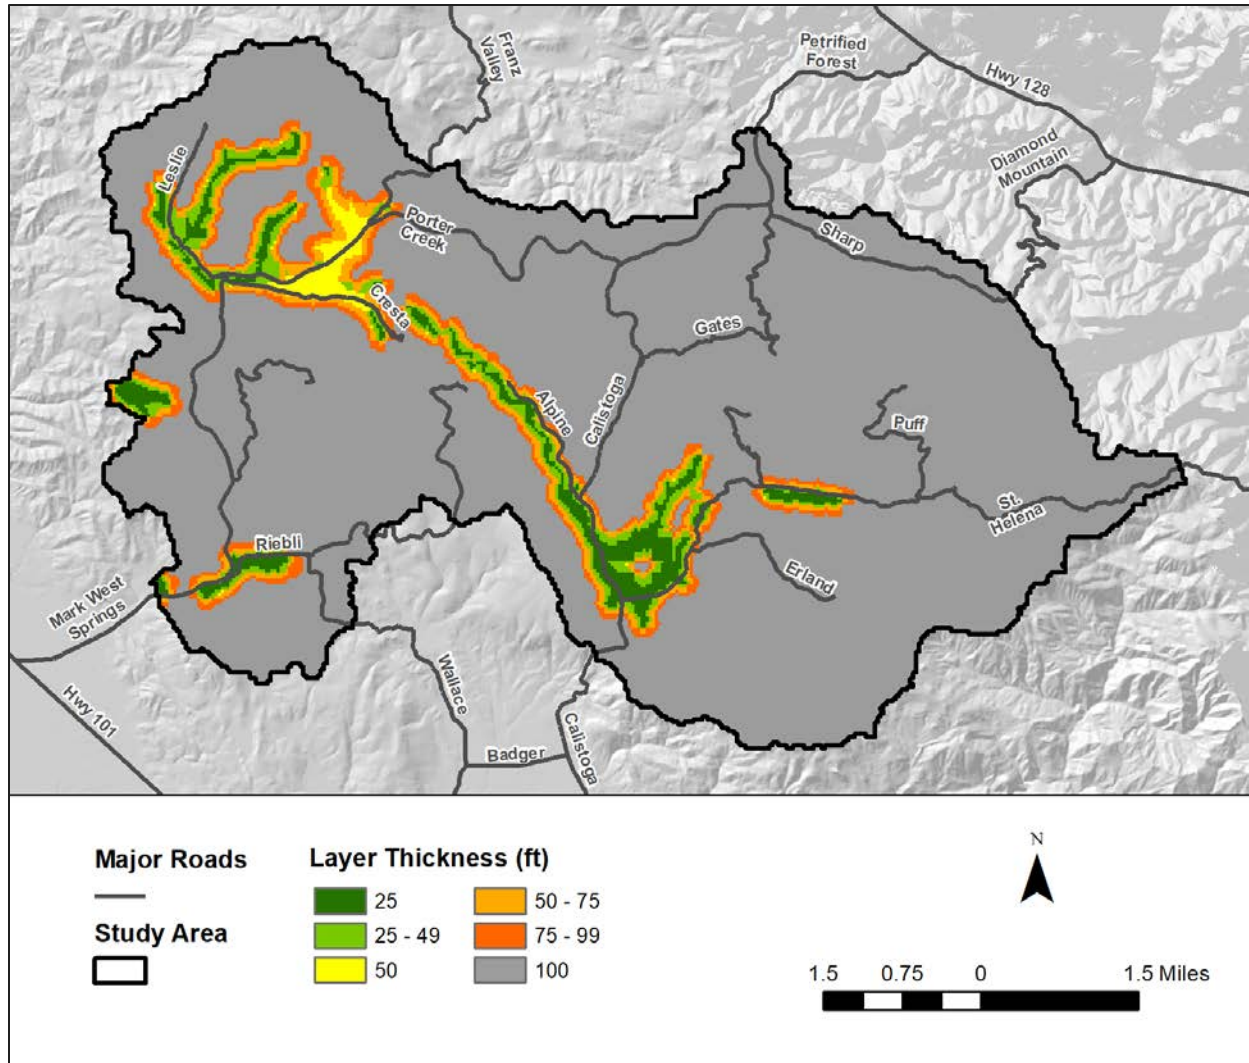 Franz
Valley
Petrified
Forest
Hwy 128
Diamond
Mountain
Leslie
Porter
Creek
Sharp
Cresta
Gates
Alpine
Calistoga
Puff
St.
Helena
Riebli
Erland
Mark West
Springs
Hwy 101
Wallace
Badger
Calistoga
Major Roads
Study Area
Layer Thickness (ft)
25
25 - 49
50
50 - 75
75 - 99
100
N
1.5 0.75 0 1.5 Miles